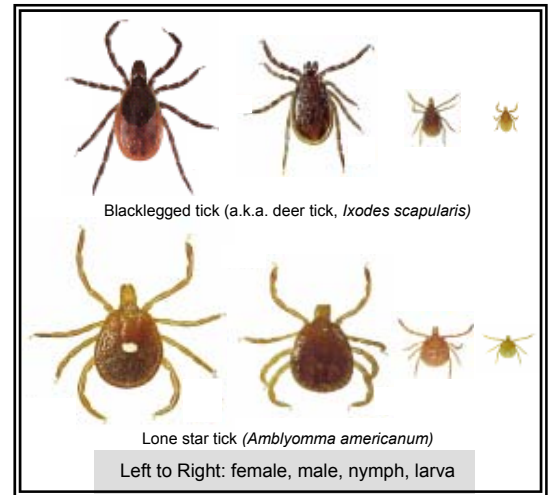 Blacklegged tick (a.k.a. deer tick, Ixodes scapularis)
Lone star tick (Amblyomma americanum)
Left to Right: female, male, nymph, larva